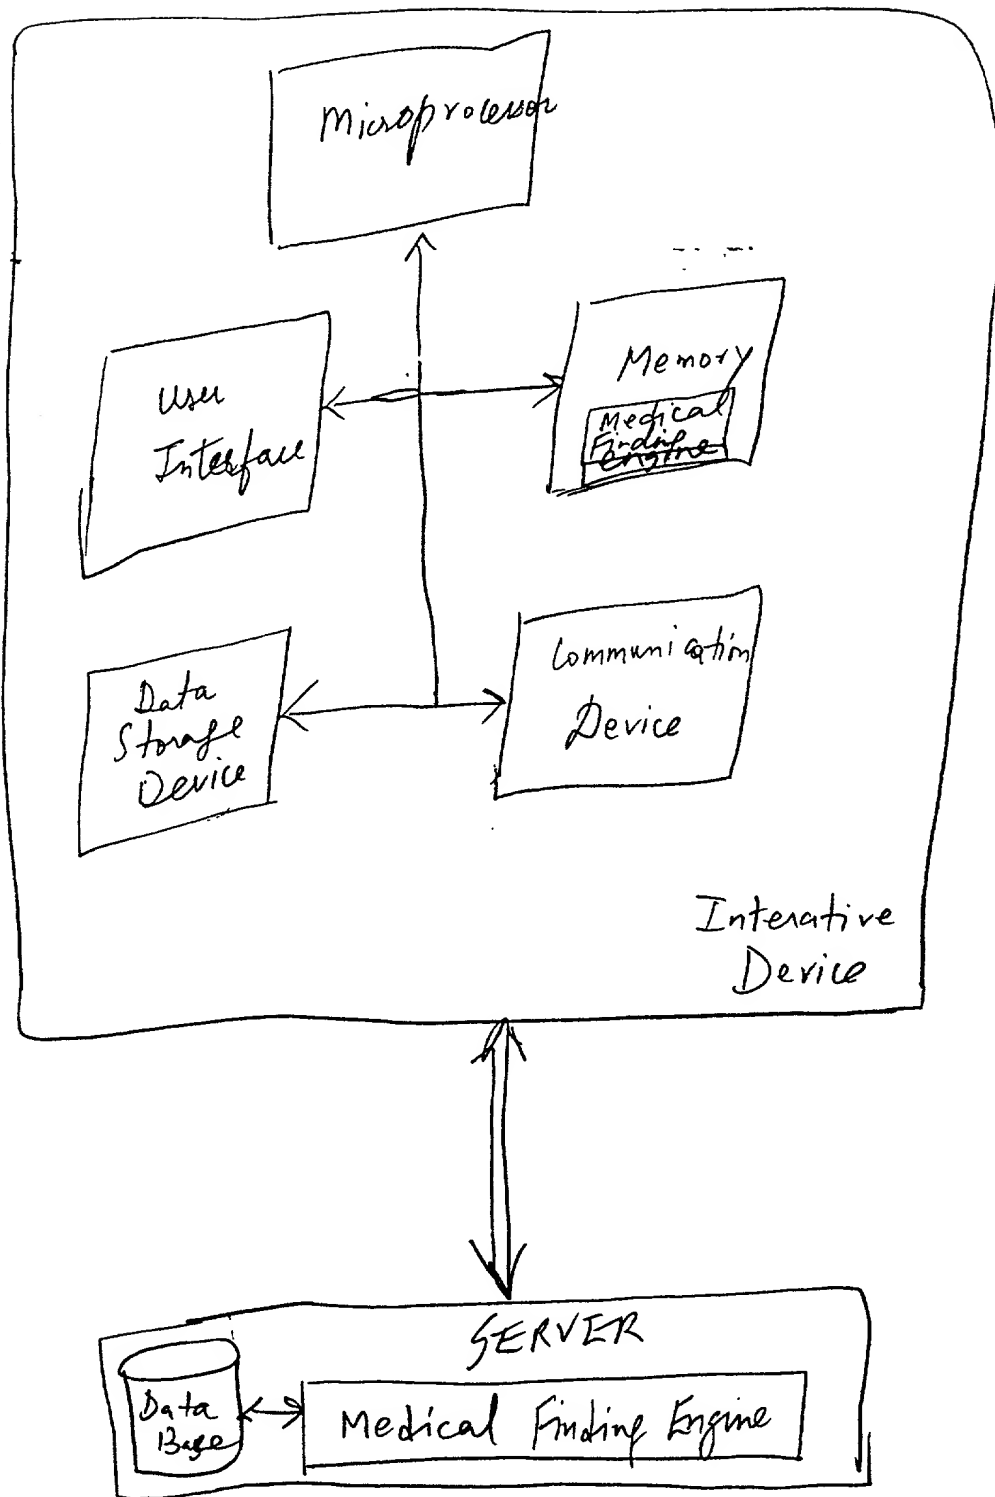 Microprocessor
User
Interface
Memory
Medical
Finding
Engine
Data
Storage
Device
Communication
Device
Interative
Device
SERVER
Data
Base
Medical Finding Engine